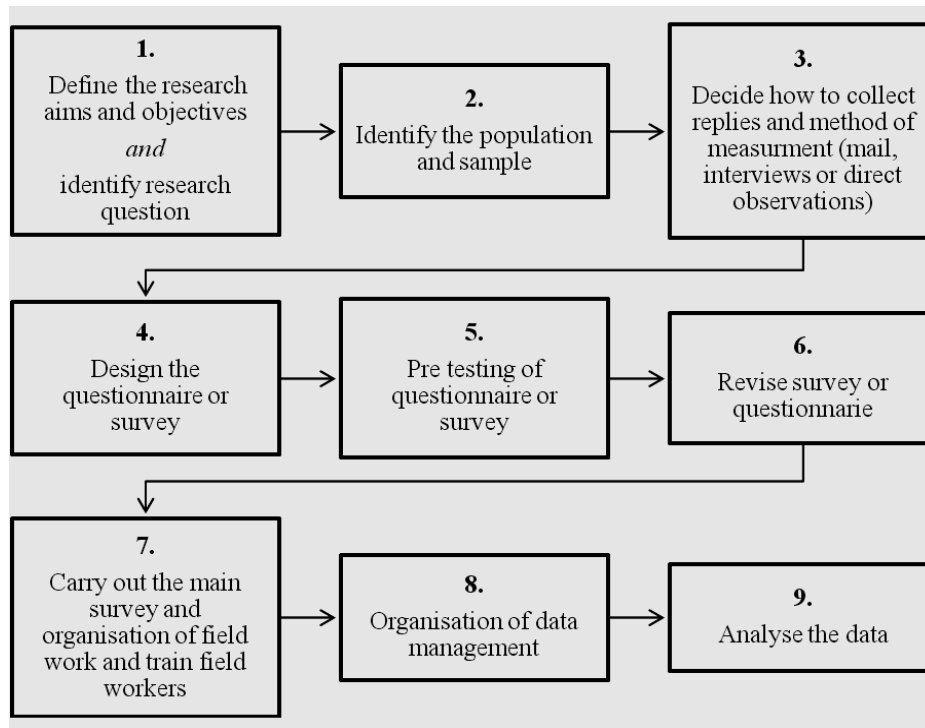 1.
Define the research
aims and objectives
and
identify research
question
2.
Identify the population
and sample
3.
Decide how to collect
replies and method of
measurment (mail,
interviews or direct
observations)
4.
Design the
questionnaire or
survey
5.
Pre testing of
questionnaire or
survey
6.
Revise survey or
questionnarie
7.
Carry out the main
survey and
organisation of field
work and train field
workers
8.
Organisation of data
management
9.
Analyse the data